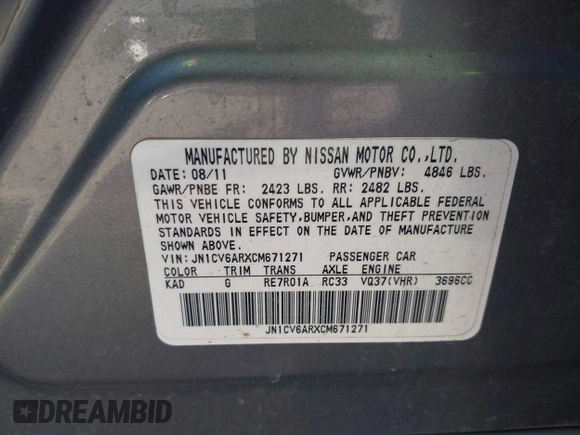 MANUFACTURED BY NISSAN MOTOR CO.,LTD.
DATE: 08/11 GVWR/PNBV: 4846 LBS.
GAWR/PNBE FR: 2423 LBS. RR: 2482 LBS.
THIS VEHICLE CONFORMS TO ALL APPLICABLE FEDERAL
MOTOR VEHICLE SAFETY,BUMPER,AND THEFT PREVENTION
STANDARDS IN EFFECT ON THE DATE OF MANUFACTURE
SHOWN ABOVE.
VIN: JN1CV6ARXCM671271 PASSENGER CAR
COLOR TRIM TRANS AXLE ENGINE
KAD G RE7R01A RC33 VQ37(VHR) 3696CC
JN1CV6ARXCM671271
DREAMBID